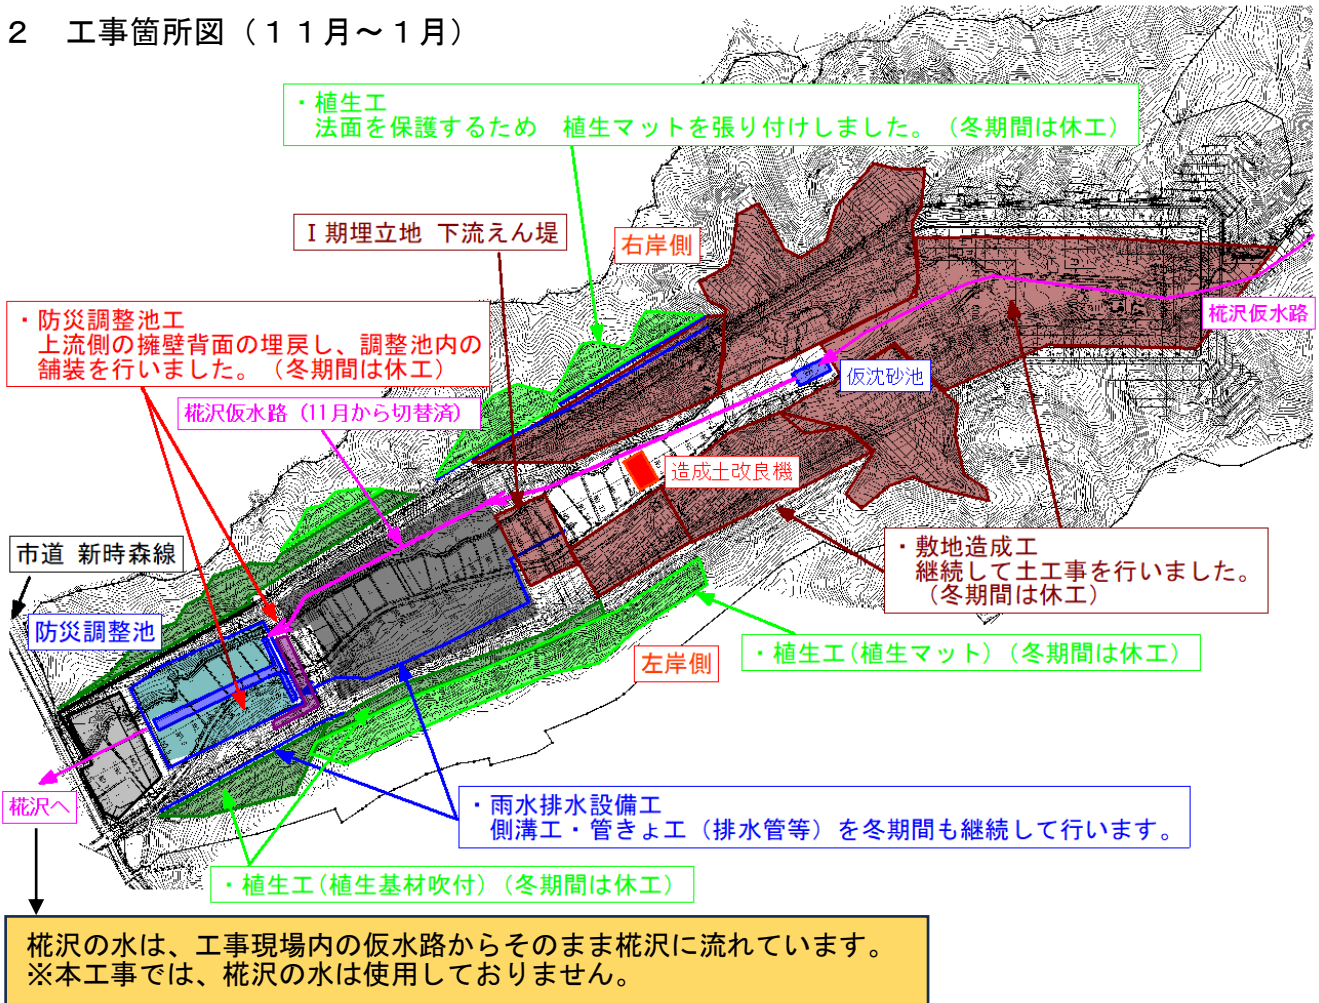 ２　工事箇所図（１１月～１月）
・植生工
法面を保護するため　植生マットを張り付けしました。（冬期間は休工）
Ⅰ期埋立地 下流えん堤
右岸側
・防災調整池工
上流側の擁壁背面の埋戻し、調整池内の
舗装を行いました。（冬期間は休工）
椛沢仮水路
仮沈砂池
椛沢仮水路（11月から切替済）
造成土改良機
市道 新時森線
・敷地造成工
継続して土工事を行いました。
（冬期間は休工）
防災調整池
左岸側
・植生工(植生マット)（冬期間は休工）
椛沢へ
・雨水排水設備工
側溝工・管きょ工（排水管等）を冬期間も継続して行います。
・植生工(植生基材吹付)（冬期間は休工）
椛沢の水は、工事現場内の仮水路からそのまま椛沢に流れています。
※本工事では、椛沢の水は使用しておりません。